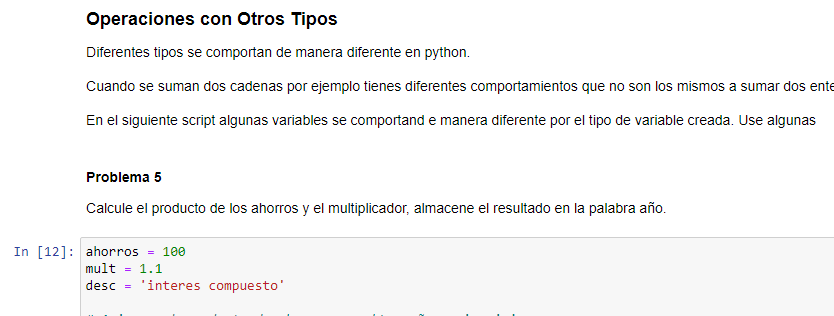 Operaciones con Otros Tipos
Diferentes tipos se comportan de manera diferente en python.
Cuando se suman dos cadenas por ejemplo tienes diferentes comportamientos que no son los mismos a sumar dos ente
En el siguiente script algunas variables se comportand e manera diferente por el tipo de variable creada. Use algunas
Problema 5
Calcule el producto de los ahorros y el multiplicador, almacene el resultado en la palabra año.
In [12]: ahorros = 100
mult = 1.1
desc = 'interes compuesto'